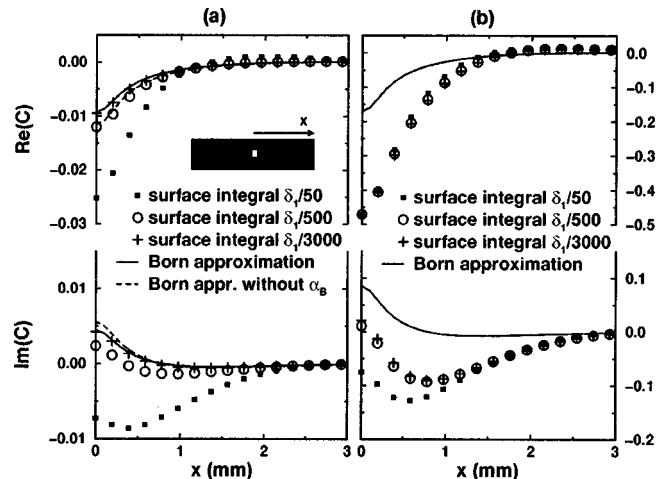 (a)
(b)
0.00
-0.01
-0.02
-0.03
Re(C)
x
0.0
-0.1
-0.2
-0.3
-0.4
-0.5
surface integral δ₁/50
surface integral δ₁/500
surface integral δ₁/3000
Born approximation
Born appr. without α_B
surface integral δ₁/50
surface integral δ₁/500
surface integral δ₁/3000
Born approximation
0.01
0.00
-0.01
Im(C)
0.1
0.0
-0.1
-0.2
0 1 2 3
0 1 2 3
x (mm)
x (mm)